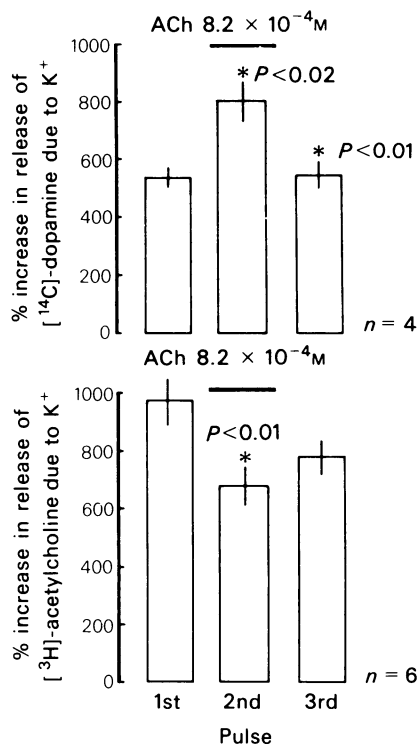 ACh 8.2 × 10⁻⁴M
% increase in release of
[¹⁴C]-dopamine due to K⁺
1000
800
600
400
200
0
* P<0.02
* P<0.01
n = 4
ACh 8.2 × 10⁻⁴M
% increase in release of
[³H]-acetylcholine due to K⁺
1000
800
600
400
200
0
P<0.01
*
n = 6
1st 2nd 3rd
Pulse